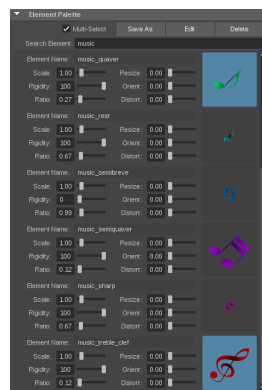 Element Palette
Multi-Select Save As Edit Delete
Search Element: music
Element Name: music_quaver
Scale: 1.00 Resize: 0.00
Rigidity: 100 Orient: 0.00
Ratio: 0.27 Distort: 0.00
Element Name: music_rest
Scale: 1.00 Resize: 0.00
Rigidity: 100 Orient: 0.00
Ratio: 0.67 Distort: 0.00
Element Name: music_semibreve
Scale: 1.00 Resize: 0.00
Rigidity: 0 Orient: 0.00
Ratio: 0.99 Distort: 0.00
Element Name: music_semiquaver
Scale: 1.00 Resize: 0.00
Rigidity: 100 Orient: 0.00
Ratio: 0.12 Distort: 0.00
Element Name: music_sharp
Scale: 1.00 Resize: 0.00
Rigidity: 100 Orient: 0.00
Ratio: 0.67 Distort: 0.00
Element Name: music_treble_clef
Scale: 1.00 Resize: 0.00
Rigidity: 100 Orient: 0.00
Ratio: 0.12 Distort: 0.00